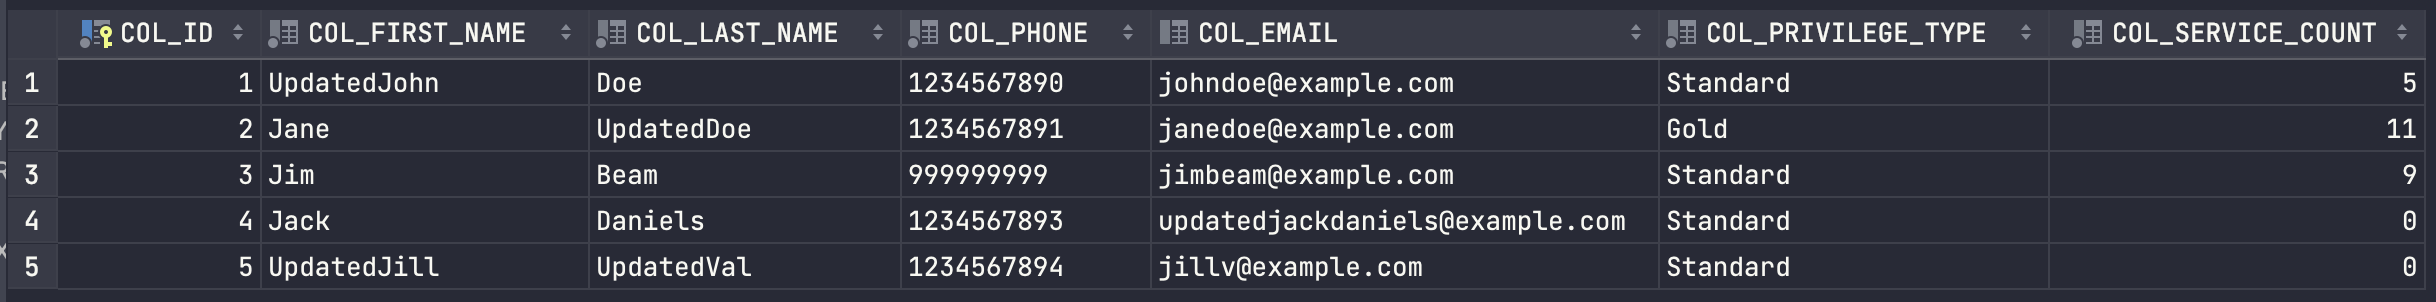 COL_ID COL_FIRST_NAME COL_LAST_NAME COL_PHONE COL_EMAIL COL_PRIVILEGE_TYPE COL_SERVICE_COUNT
1 1 UpdatedJohn Doe 1234567890 johndoe@example.com Standard 5
2 2 Jane UpdatedDoe 1234567891 janedoe@example.com Gold 11
3 3 Jim Beam 999999999 jimbeam@example.com Standard 9
4 4 Jack Daniels 1234567893 updatedjackdaniels@example.com Standard 0
5 5 UpdatedJill UpdatedVal 1234567894 jillv@example.com Standard 0